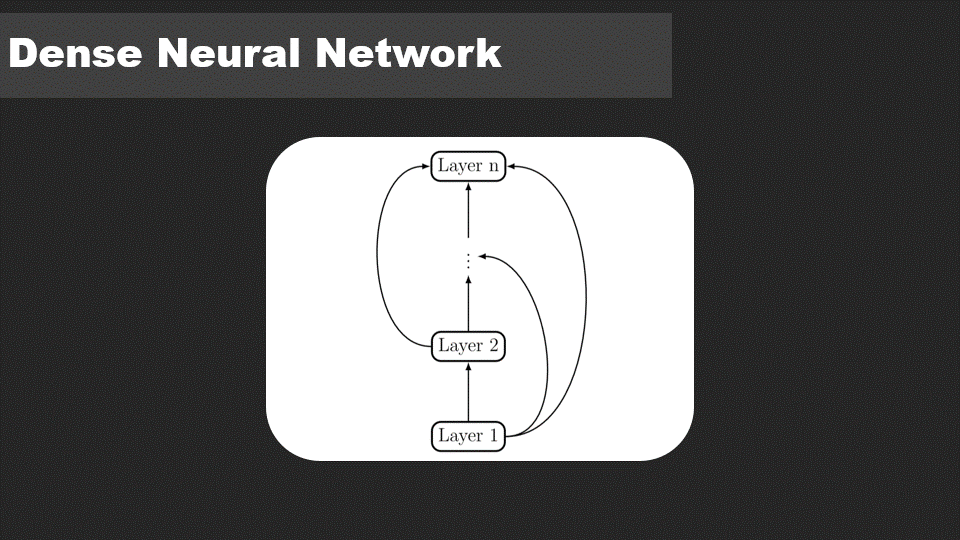 Dense Neural Network
Layer n
⋮
Layer 2
Layer 1